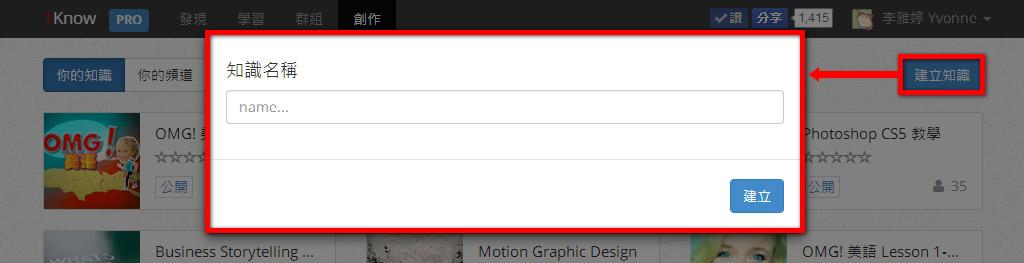 1Know PRO 發現 學習 群組 創作 讚 分享 1,415 李雅婷 Yvonne
你的知識 你的頻道 建立知識
知識名稱
name...
建立
OMG! 美語
OMG!
公開
Photoshop CS5 教學
公開 35
Business Storytelling ...
Motion Graphic Design
OMG! 美語 Lesson 1-...